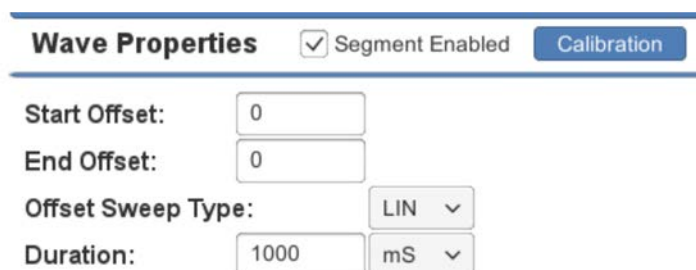 Wave Properties Segment Enabled Calibration
Start Offset: 0
End Offset: 0
Offset Sweep Type: LIN
Duration: 1000 mS